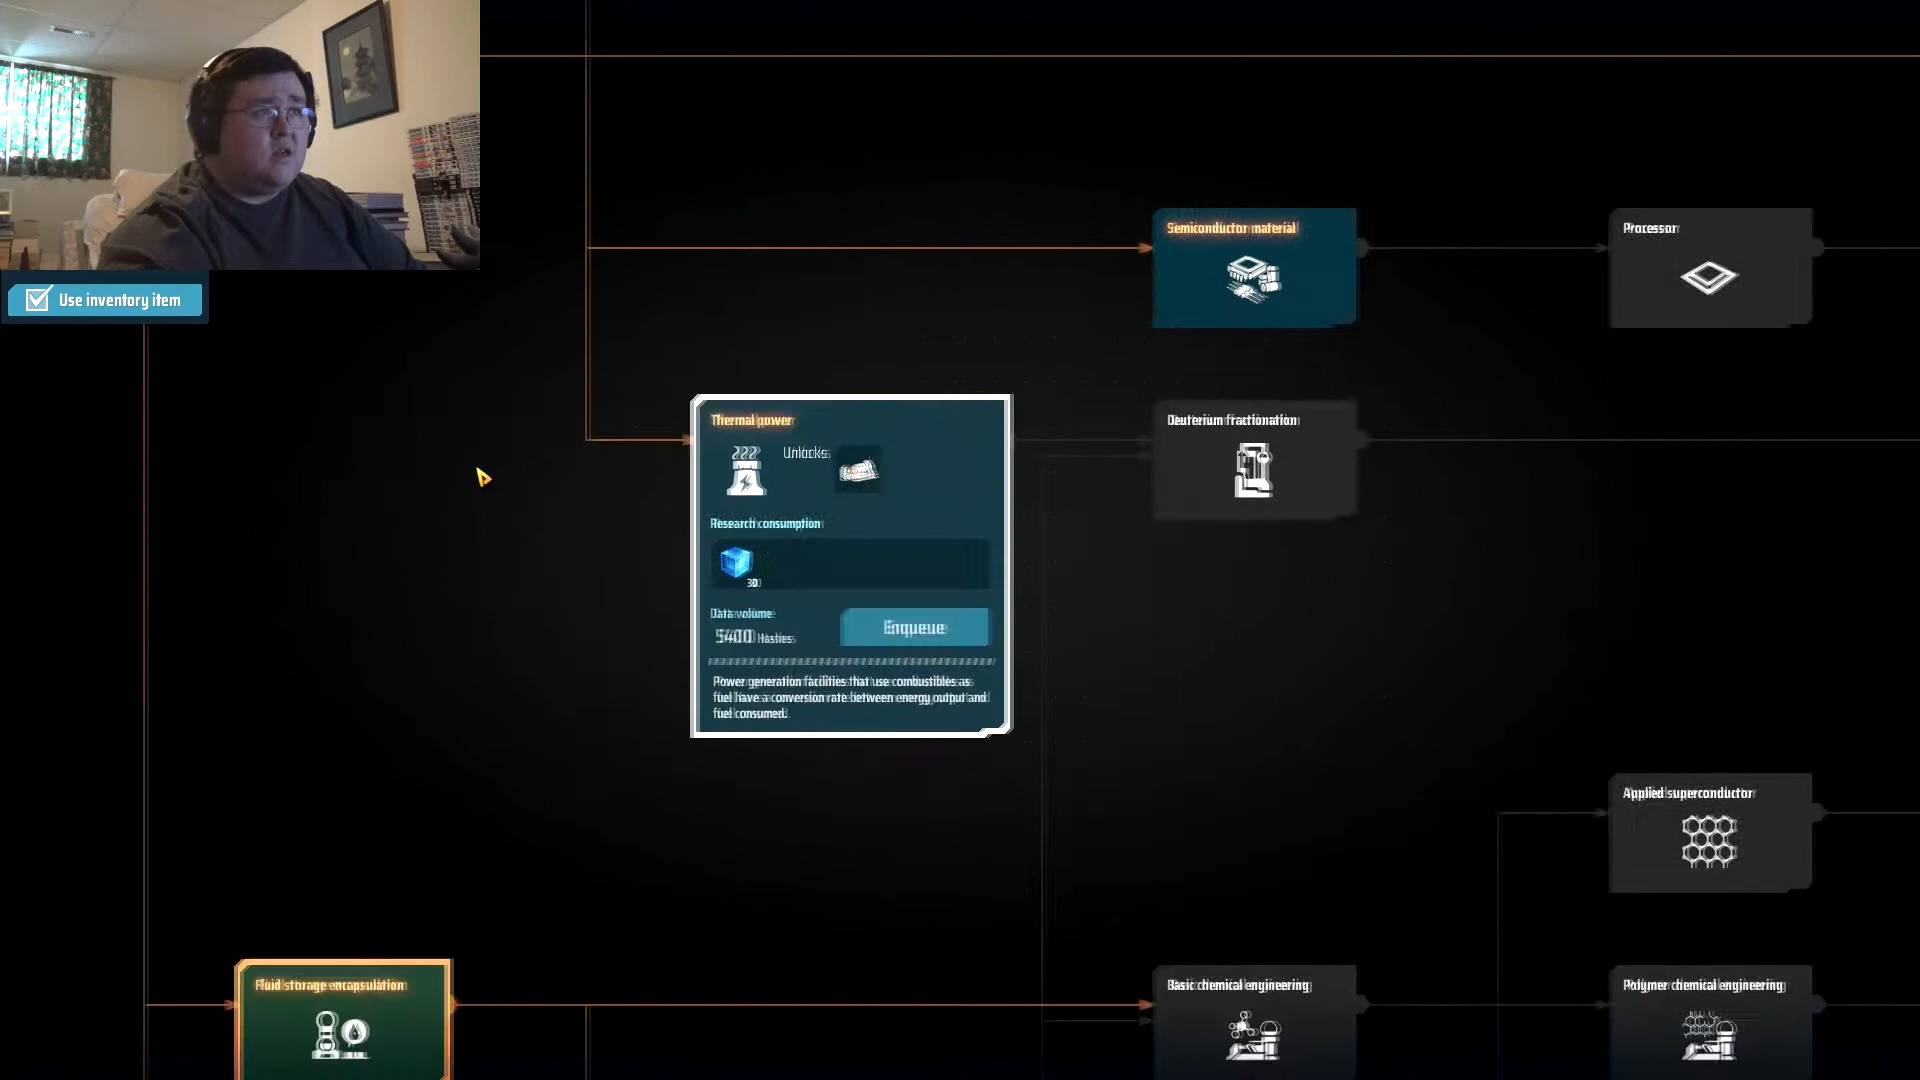 Use inventory item
Semiconductor material
Processor
Thermal power
Unlocks
Research consumption
30
Data volume
5400 Hashes
Enqueue
Power generation facilities that use combustibles as
fuel have a conversion rate between energy output and
fuel consumed.
Deuterium fractionation
Applied superconductor
Fluid storage encapsulation
Basic chemical engineering
Polymer chemical engineering